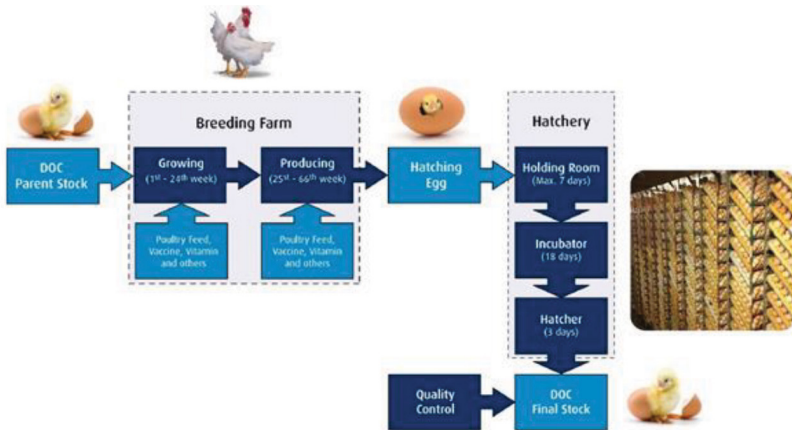 Breeding Farm
Hatchery
DOC
Parent Stock
Growing
(1st - 24th week)
Producing
(25st - 66th week)
Hatching
Egg
Holding Room
(Max. 7 days)
Poultry Feed,
Vaccine, Vitamin
and others
Poultry Feed,
Vaccine, Vitamin
and others
Incubator
(18 days)
Hatcher
(3 days)
Quality
Control
DOC
Final Stock